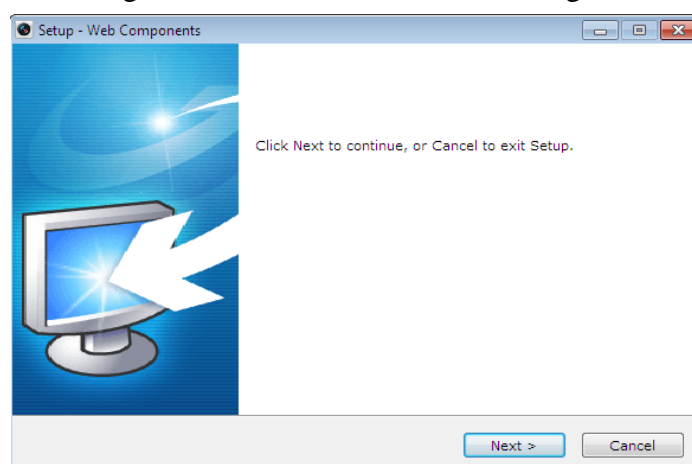 Setup - Web Components
Click Next to continue, or Cancel to exit Setup.
Next >
Cancel